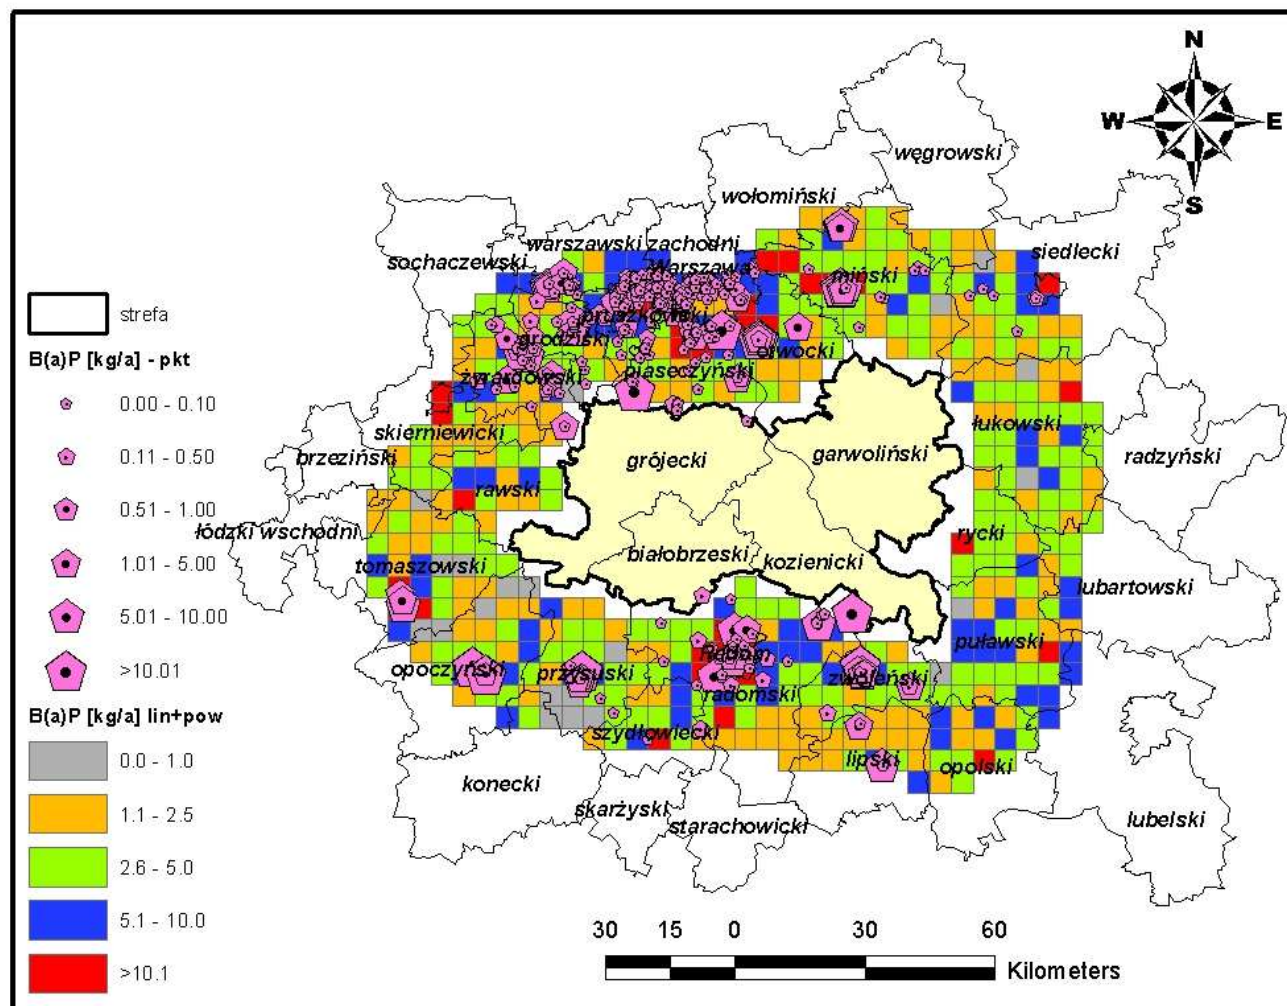 N
W
E
S
węgrowski
wołomiński
warszawski zachodni
siedlecki
sochaczewski
Warszawa
miński
pruszkowski
grodziski
otwocki
piaseczyński
żyrardowski
skierniewicki
łukowski
brzeziński
grójecki
garwoliński
radzyński
rawski
łódzki wschodni
rycki
białobrzeski
kozienicki
tomaszowski
lubartowski
puławski
Radom
opoczyński
przysuski
zwoleński
radomski
szydłowiecki
lipski
opolski
konecki
skarżyski
starachowicki
lubelski
strefa
B(a)P [kg/a] - pkt
0.00 - 0.10
0.11 - 0.50
0.51 - 1.00
1.01 - 5.00
5.01 - 10.00
>10.01
B(a)P [kg/a] lin+pow
0.0 - 1.0
1.1 - 2.5
2.6 - 5.0
5.1 - 10.0
>10.1
30 15 0 30 60
Kilometers